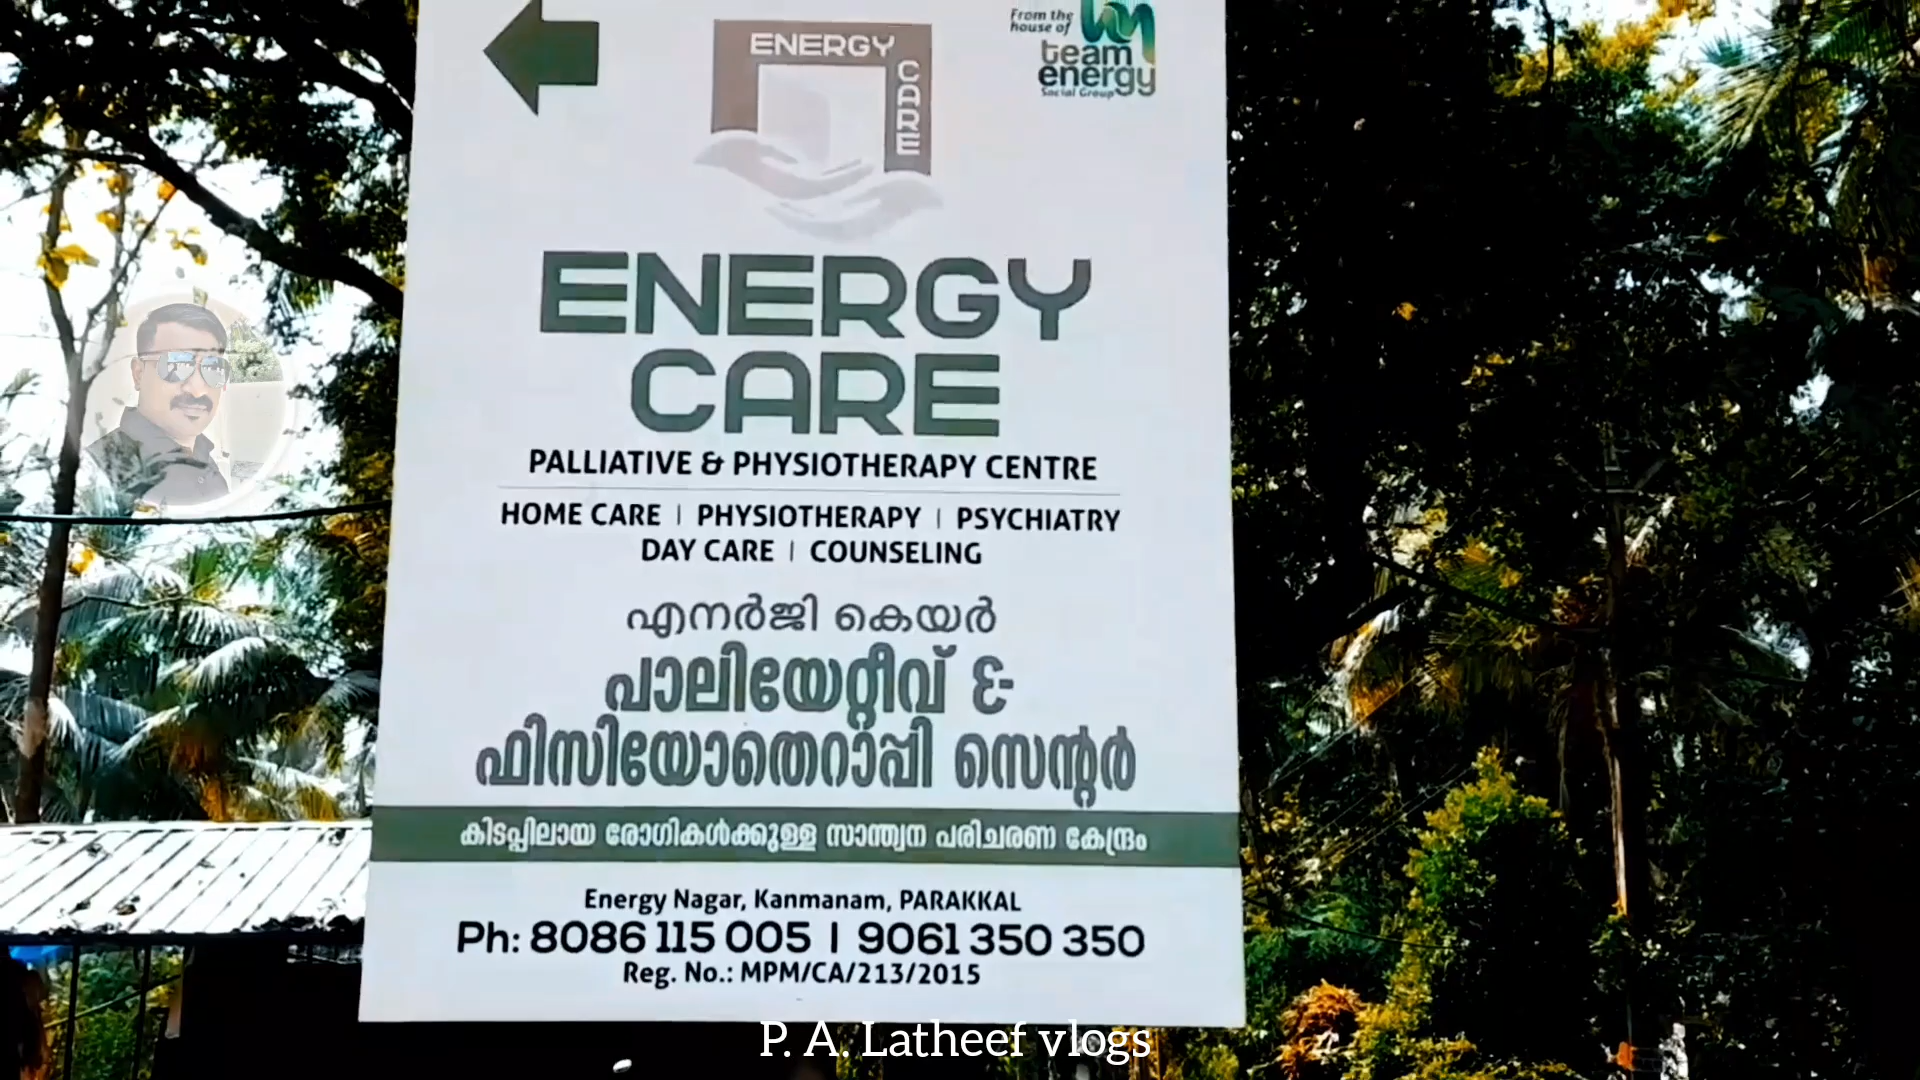 From the
house of
team
energy
Social Group
ENERGY
CARE
ENERGY
CARE
PALLIATIVE & PHYSIOTHERAPY CENTRE
HOME CARE | PHYSIOTHERAPY | PSYCHIATRY
DAY CARE | COUNSELING
എനർജി കെയർ
പാലിയേറ്റീവ് &
ഫിസിയോതെറാപ്പി സെന്റർ
കിടപ്പിലായ രോഗികൾക്കുള്ള സാന്ത്വന പരിചരണ കേന്ദ്രം
Energy Nagar, Kanmanam, PARAKKAL
Ph: 8086 115 005 | 9061 350 350
Reg. No.: MPM/CA/213/2015
P. A. Latheef vlogs